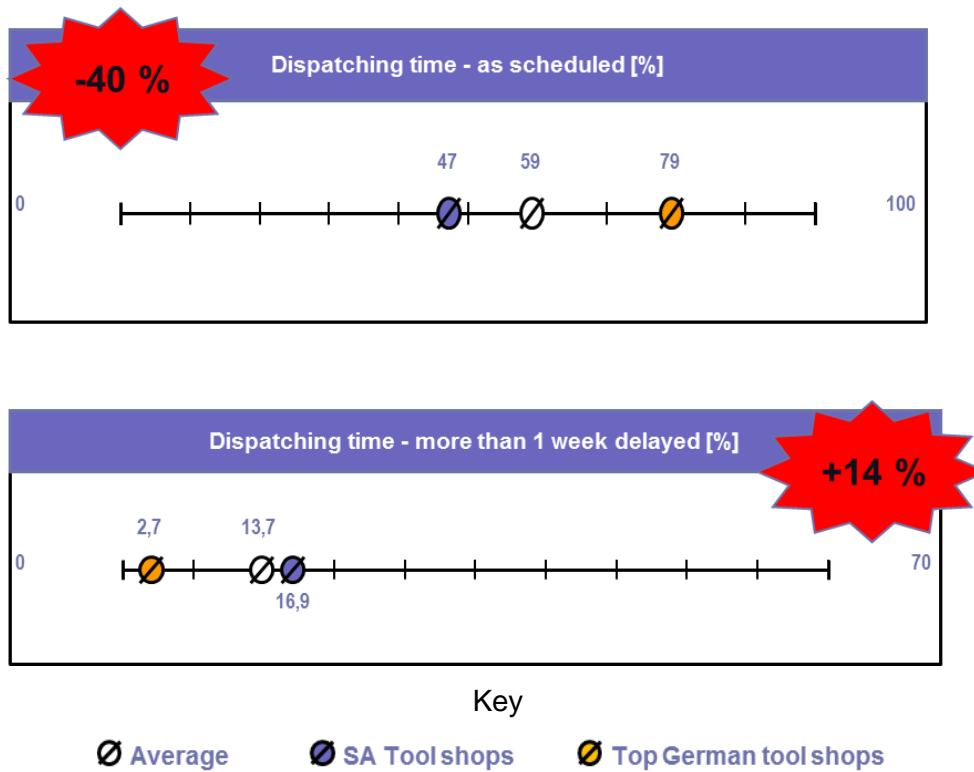 -40 %
Dispatching time - as scheduled [%]
47 59 79
0 100
Dispatching time - more than 1 week delayed [%]
+14 %
2,7 13,7
0 70
16,9
Key
Average SA Tool shops Top German tool shops